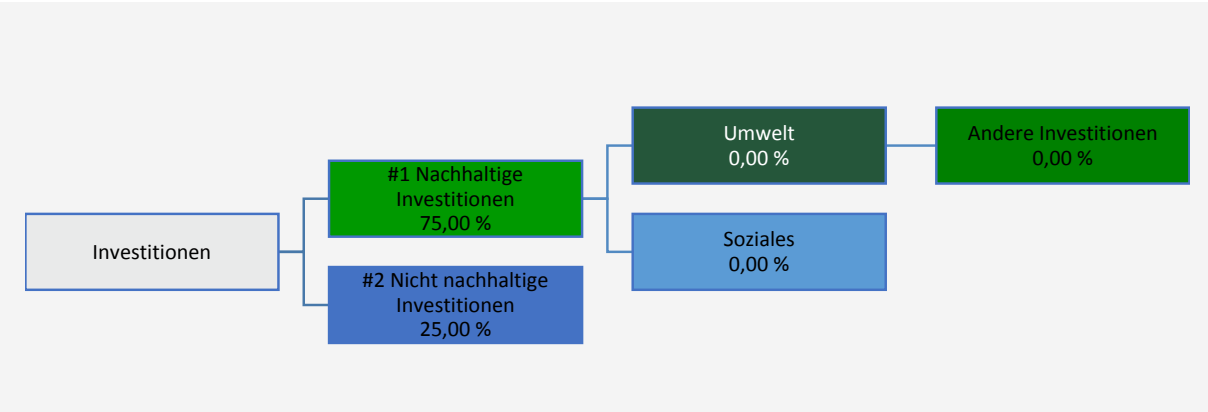 Investitionen
#1 Nachhaltige
Investitionen
75,00 %
#2 Nicht nachhaltige
Investitionen
25,00 %
Umwelt
0,00 %
Soziales
0,00 %
Andere Investitionen
0,00 %